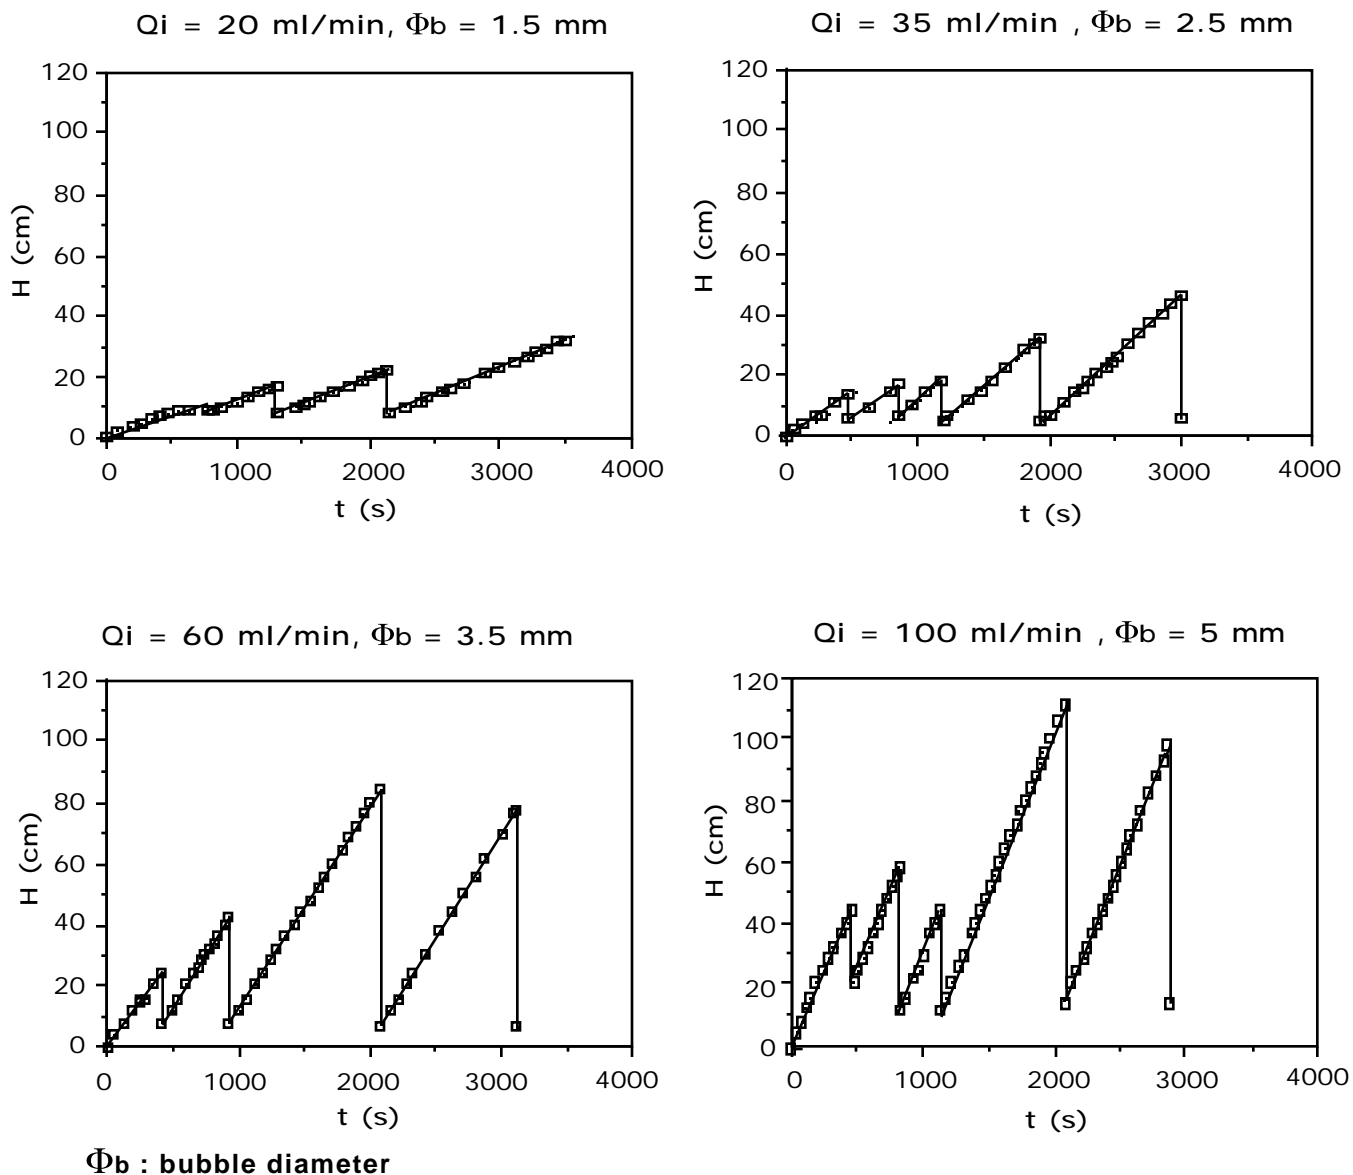 Qi = 20 ml/min, Φb = 1.5 mm
120
100
80
60
40
20
0
H (cm)
0 1000 2000 3000 4000
t (s)
Qi = 35 ml/min , Φb = 2.5 mm
120
100
80
60
40
20
0
H (cm)
0 1000 2000 3000 4000
t (s)
Qi = 60 ml/min, Φb = 3.5 mm
120
100
80
60
40
20
0
H (cm)
0 1000 2000 3000 4000
t (s)
Qi = 100 ml/min , Φb = 5 mm
120
100
80
60
40
20
0
H (cm)
0 1000 2000 3000 4000
t (s)
Φb : bubble diameter